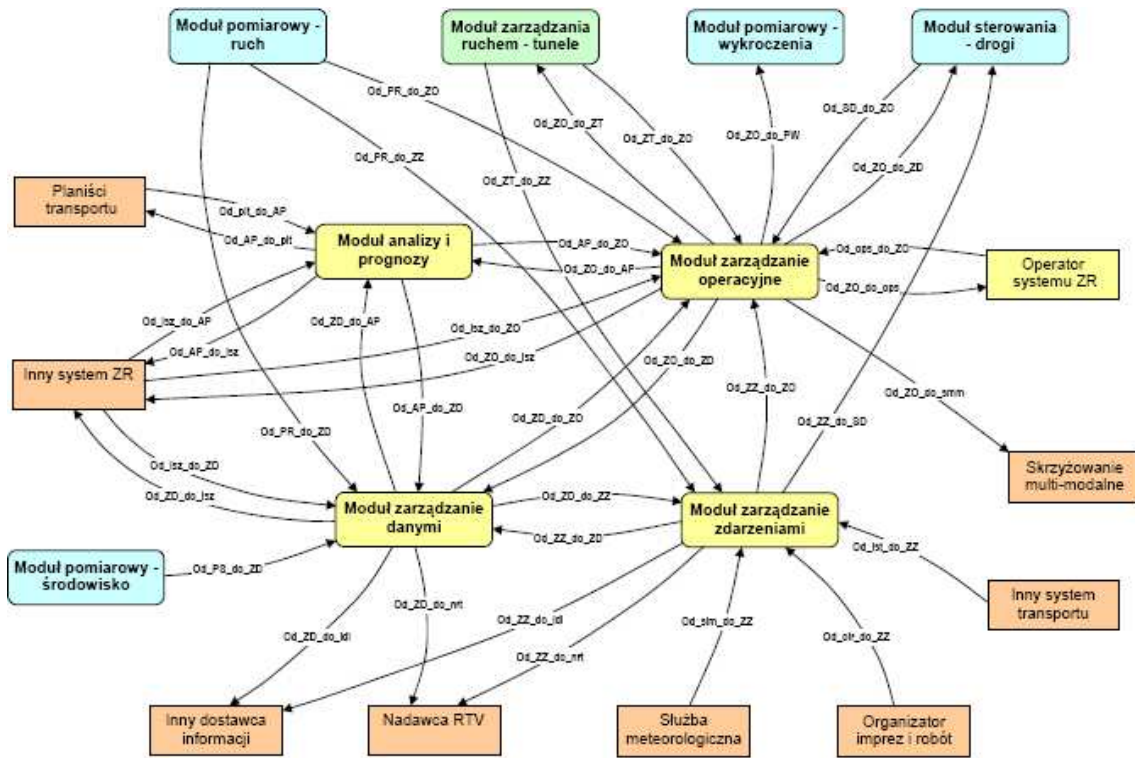 Moduł pomiarowy -
ruch
Moduł zarządzania
ruchem - tunele
Moduł pomiarowy -
wykroczenia
Moduł sterowania
- drogi
Od_PR_do_ZO
Od_ZO_do_ZT
Od_ZT_do_ZO
Od_ZO_do_PW
Od_SD_do_ZO
Od_PR_do_ZZ
Od_ZT_do_ZZ
Od_ZO_do_ZD
Planiści
transportu
Od_plt_do_AP
Od_AP_do_plt
Moduł analizy i
prognozy
Od_AP_do_ZO
Od_ZO_do_AP
Moduł zarządzanie
operacyjne
Od_ops_do_ZO
Od_ZO_do_ops
Operator
systemu ZR
Od_isz_do_AP
Od_AP_do_isz
Od_ZD_do_AP
Od_isz_do_ZO
Od_ZO_do_isz
Od_ZO_do_ZD
Inny system ZR
Od_ZZ_do_ZO
Od_ZO_do_smm
Od_AP_do_ZD
Od_ZD_do_ZO
Od_ZZ_do_SD
Od_PR_do_ZD
Od_isz_do_ZD
Od_ZD_do_isz
Skrzyżowanie
multi-modalne
Moduł zarządzanie
danymi
Od_ZD_do_ZZ
Od_ZZ_do_ZD
Moduł zarządzanie
zdarzeniami
Od_ist_do_ZZ
Moduł pomiarowy -
środowisko
Od_PS_do_ZD
Inny system
transportu
Od_ZD_do_nrt
Od_ZD_do_idi
Od_ZZ_do_idi
Od_ZZ_do_nrt
Od_slm_do_ZZ
Od_oir_do_ZZ
Inny dostawca
informacji
Nadawca RTV
Służba
meteorologiczna
Organizator
imprez i robót